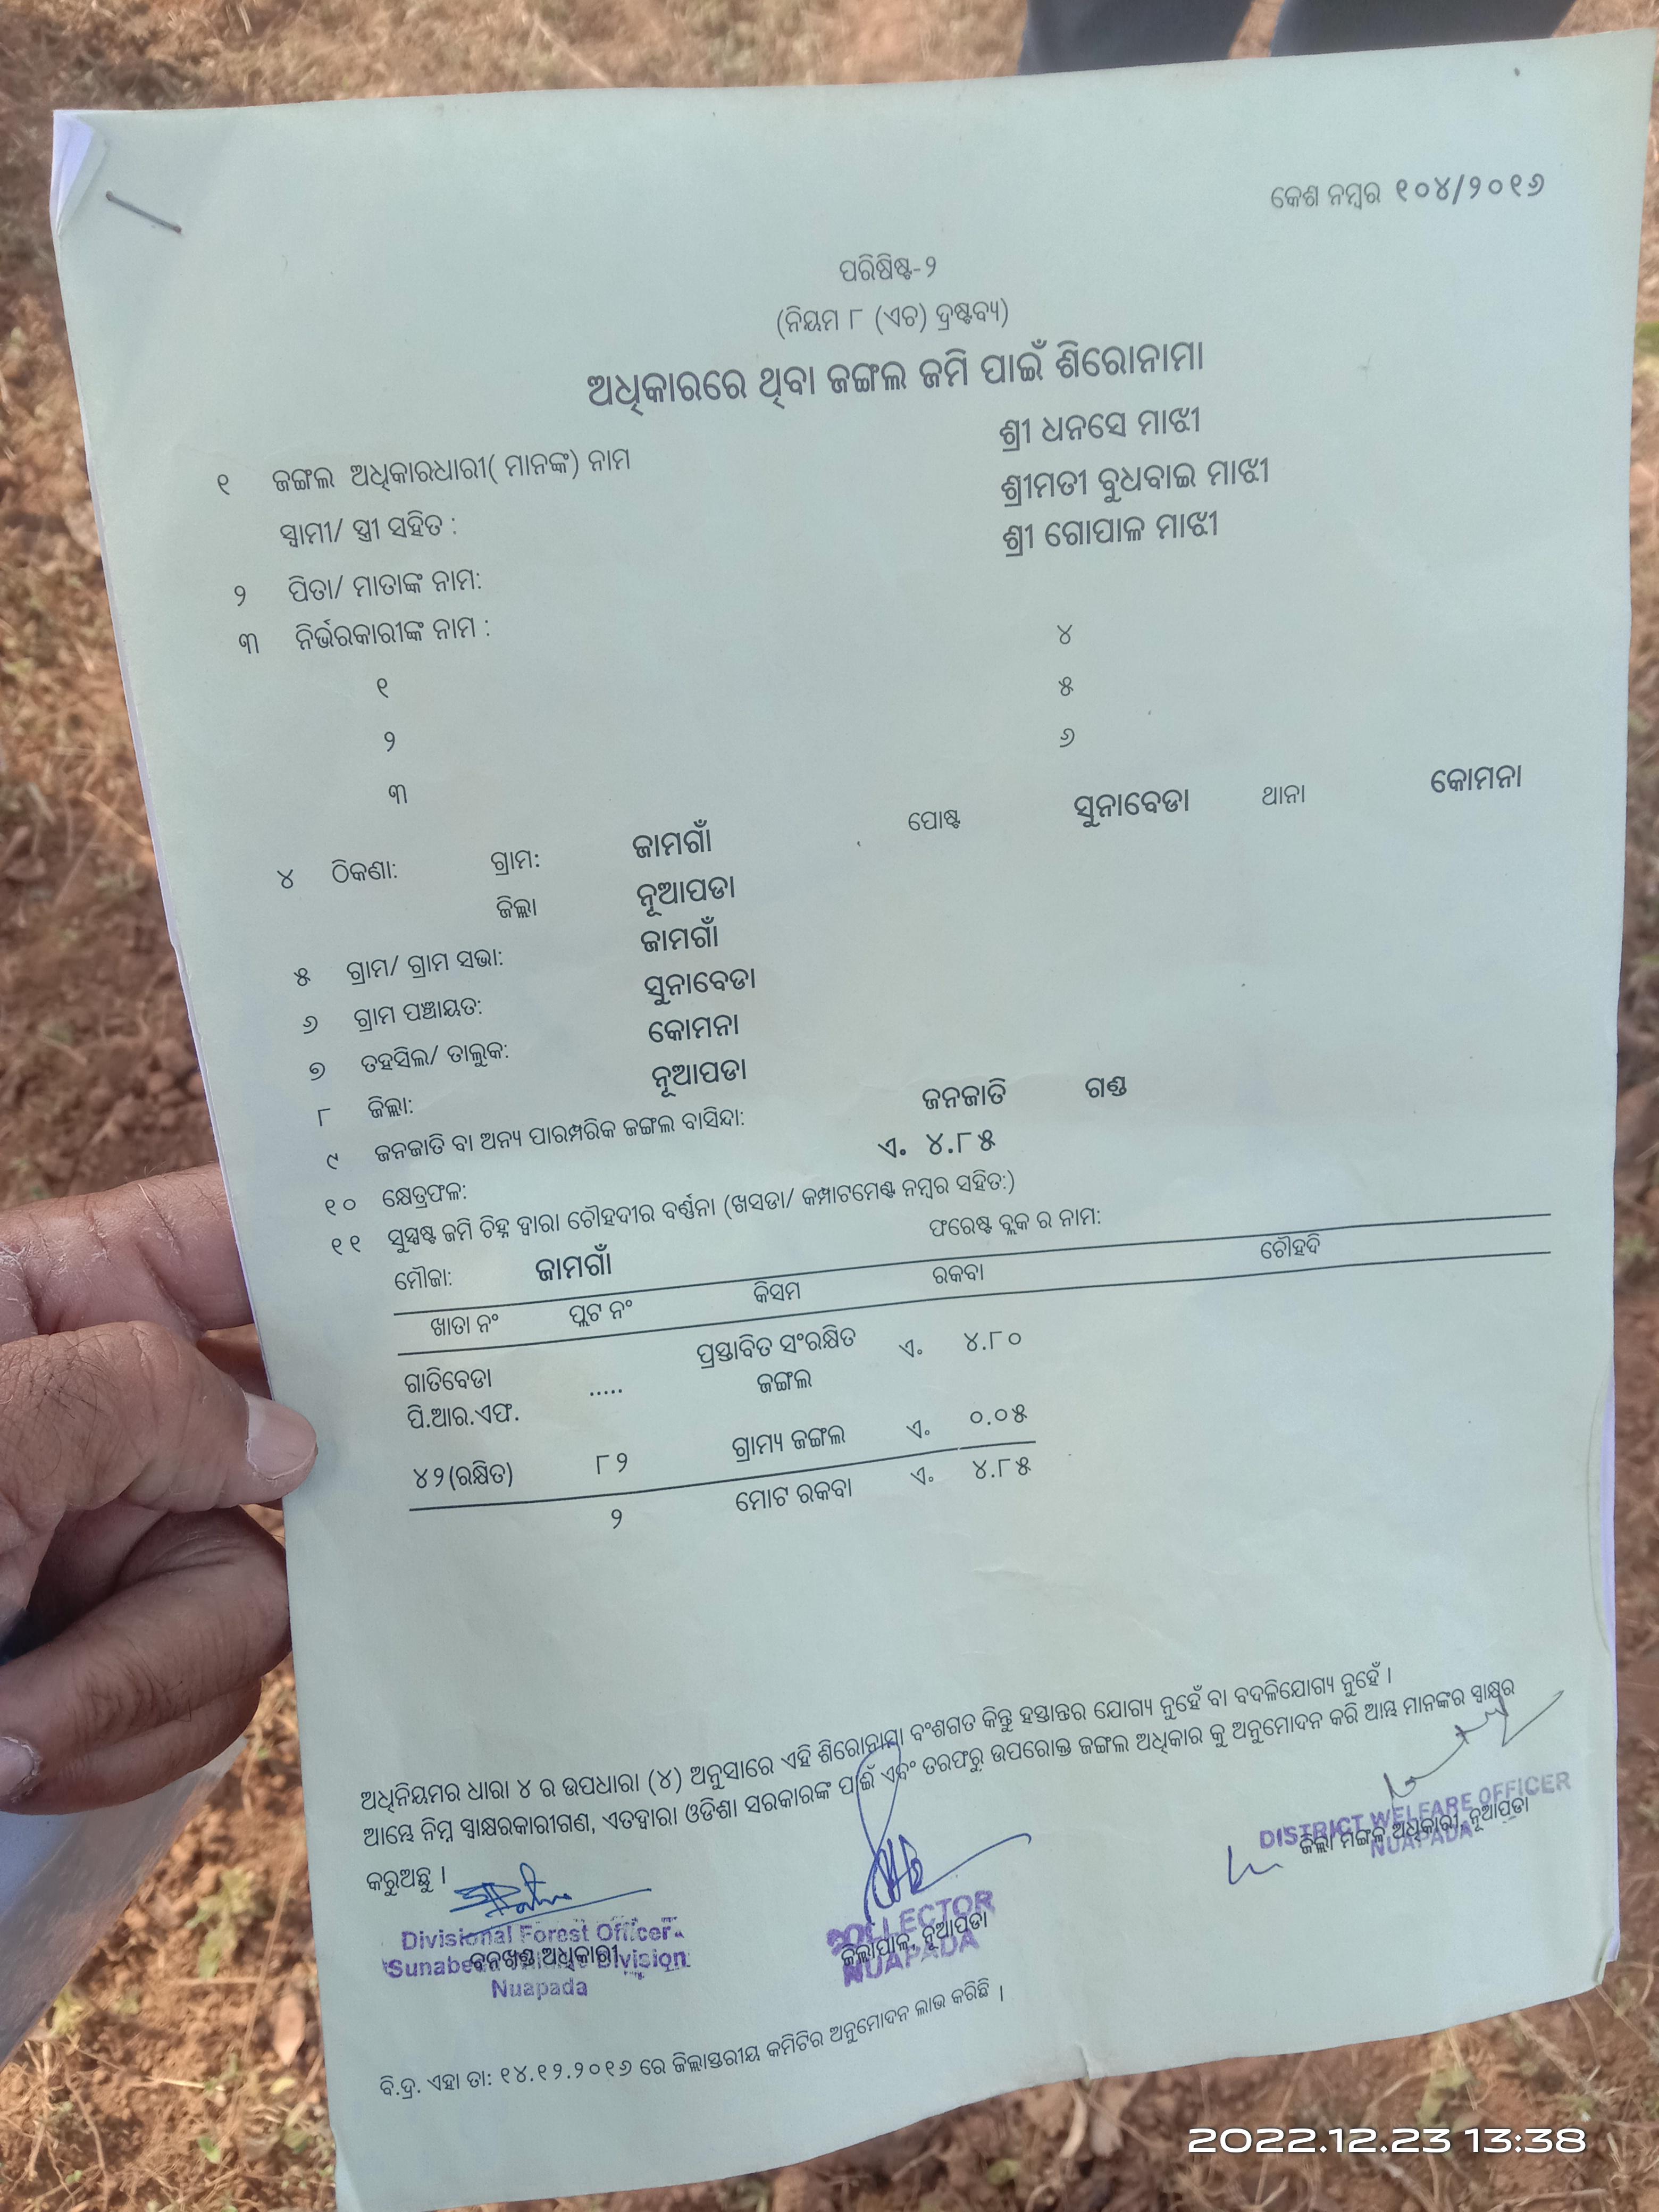 କେଶ ନମ୍ବର ୧୦୪/୨୦୧୬
ପରିଷିଷ୍ଟ-୨
(ନିୟମ ୮ (ଏଚ) ଦ୍ରଷ୍ଟବ୍ୟ)
ଅଧିକାରରେ ଥିବା ଜଙ୍ଗଲ ଜମି ପାଇଁ ଶିରୋନାମା
୧ ଜଙ୍ଗଲ ଅଧିକାରଧାରୀ( ମାନଙ୍କ) ନାମ ଶ୍ରୀ ଧନସେ ମାଝୀ
ସ୍ୱାମୀ/ ସ୍ତ୍ରୀ ସହିତ : ଶ୍ରୀମତୀ ବୁଧବାଇ ମାଝୀ
୨ ପିତା/ ମାତାଙ୍କ ନାମ: ଶ୍ରୀ ଗୋପାଳ ମାଝୀ
୩ ନିର୍ଭରକାରୀଙ୍କ ନାମ :
୧ ୪
୨ ୫
୩ ୬
୪ ଠିକଣା: ଗ୍ରାମ: ଜାମଗାଁ ପୋଷ୍ଟ ସୁନାବେଡା ଥାନା କୋମନା
ଜିଲ୍ଲା ନୂଆପଡା
୫ ଗ୍ରାମ/ ଗ୍ରାମ ସଭା: ଜାମଗାଁ
୬ ଗ୍ରାମ ପଞ୍ଚାୟତ: ସୁନାବେଡା
୭ ତହସିଲ/ ତାଲୁକ: କୋମନା
୮ ଜିଲ୍ଲା: ନୂଆପଡା
୯ ଜନଜାତି ବା ଅନ୍ୟ ପାରମ୍ପରିକ ଜଙ୍ଗଲ ବାସିନ୍ଦା: ଜନଜାତି ଗଣ୍ଡ
୧୦ କ୍ଷେତ୍ରଫଳ: ଏ. ୪.୮୫
୧୧ ସୁସ୍ପଷ୍ଟ ଜମି ଚିହ୍ନ ଦ୍ୱାରା ଚୌହଦୀର ବର୍ଣ୍ଣନା (ଖସଡା/ କମ୍ପାଟମେଣ୍ଟ ନମ୍ବର ସହିତ:)
ମୌଜା: ଜାମଗାଁ ଫରେଷ୍ଟ ବ୍ଲକ ର ନାମ:
ଖାତା ନଂ ପ୍ଲଟ ନଂ କିସମ ରକବା ଚୌହଦି
ଗାତିବେଡା ..... ପ୍ରସ୍ତାବିତ ସଂରକ୍ଷିତ ଏ. ୪.୮୦
ପି.ଆର.ଏଫ. ଜଙ୍ଗଲ
୪୨(ରକ୍ଷିତ) ୮୨ ଗ୍ରାମ୍ୟ ଜଙ୍ଗଲ ଏ. ୦.୦୫
୨ ମୋଟ ରକବା ଏ. ୪.୮୫
ଅଧିନିୟମର ଧାରା ୪ ର ଉପଧାରା (୪) ଅନୁସାରେ ଏହି ଶିରୋନାମା ବଂଶଗତ କିନ୍ତୁ ହସ୍ତାନ୍ତର ଯୋଗ୍ୟ ନୁହେଁ ବା ବଦଳିଯୋଗ୍ୟ ନୁହେଁ ।
ଆମ୍ଭେ ନିମ୍ନ ସ୍ୱାକ୍ଷରକାରୀଗଣ, ଏତଦ୍ୱାରା ଓଡିଶା ସରକାରଙ୍କ ପାଇଁ ଏବଂ ତରଫରୁ ଉପରୋକ୍ତ ଜଙ୍ଗଲ ଅଧିକାର କୁ ଅନୁମୋଦନ କରି ଆମ୍ଭ ମାନଙ୍କର ସ୍ୱାକ୍ଷର
କରୁଅଛୁ ।
DISTRICT WELFARE OFFICER
ଜିଲ୍ଲା ମଙ୍ଗଳ ଅଧିକାରୀ, ନୂଆପଡା
NUAPADA
Divisional Forest Officer
ବନଖଣ୍ଡ ଅଧିକାରୀ
Division
Nuapada
COLLECTOR
ଜିଲ୍ଲାପାଳ, ନୂଆପଡା
NUAPADA
ବି.ଦ୍ର. ଏହା ତା: ୧୪.୧୨.୨୦୧୬ ରେ ଜିଲ୍ଲାସ୍ତରୀୟ କମିଟିର ଅନୁମୋଦନ ଲାଭ କରିଛି ।
2022.12.23 13:38